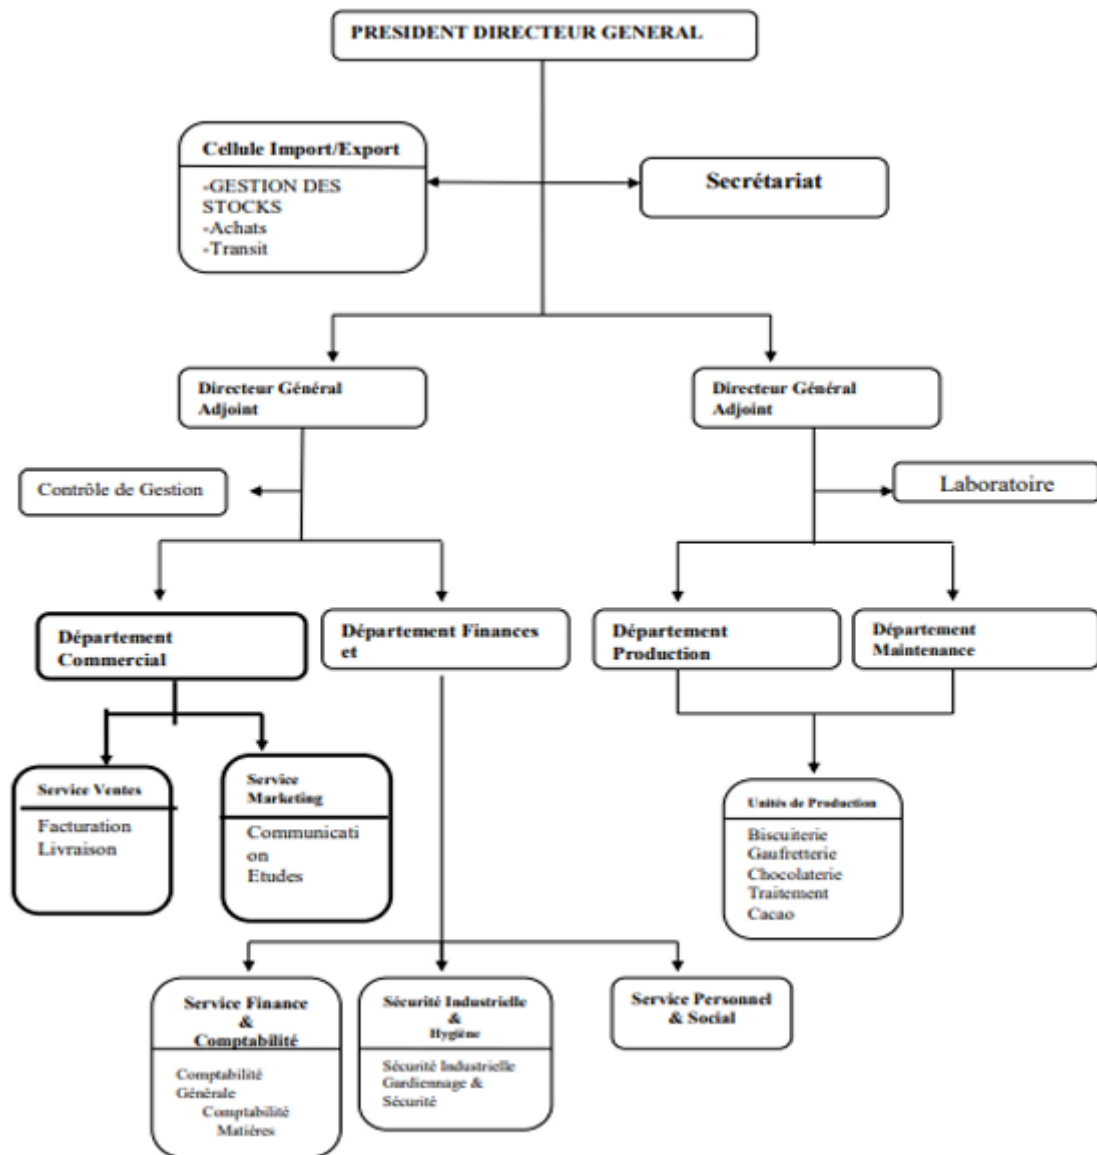 PRESIDENT DIRECTEUR GENERAL
Cellule Import/Export
-GESTION DES
STOCKS
-Achats
-Transit
Secrétariat
Directeur Général
Adjoint
Directeur Général
Adjoint
Contrôle de Gestion
Laboratoire
Département
Commercial
Département Finances
et
Département
Production
Département
Maintenance
Service Ventes
Facturation
Livraison
Service
Marketing
Communicati
on
Etudes
Unités de Production
Biscuiterie
Gaufretterie
Chocolaterie
Traitement
Cacao
Service Finance
&
Comptabilité
Comptabilité
Générale
Comptabilité
Matières
Sécurité Industrielle
&
Hygiène
Sécurité Industrielle
Gardiennage &
Sécurité
Service Personnel
& Social